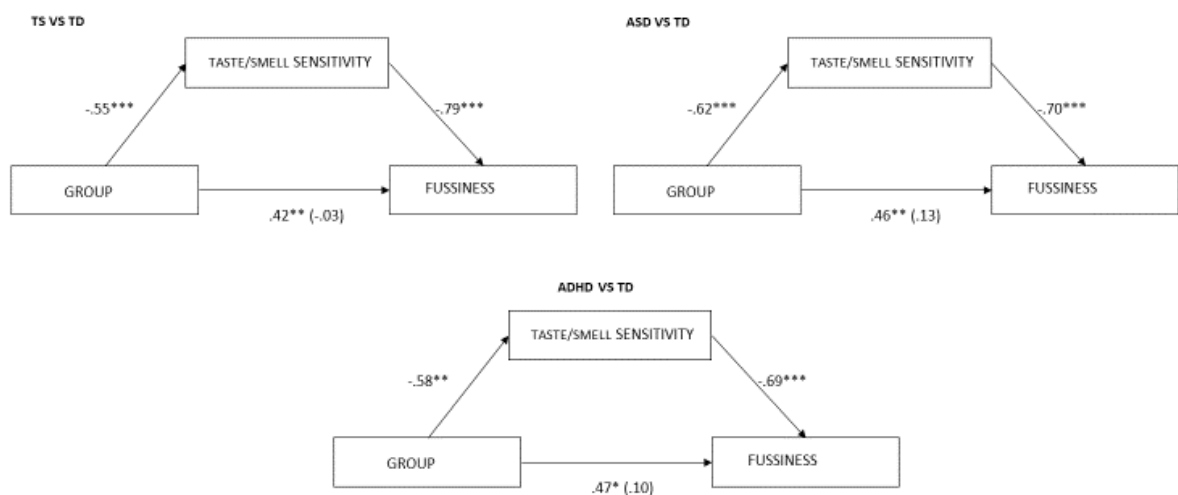 TS VS TD
TASTE/SMELL SENSITIVITY
-.55***
-.79***
GROUP
FUSSINESS
.42** (-.03)
ASD VS TD
TASTE/SMELL SENSITIVITY
-.62***
-.70***
GROUP
FUSSINESS
.46** (.13)
ADHD VS TD
TASTE/SMELL SENSITIVITY
-.58**
-.69***
GROUP
FUSSINESS
.47* (.10)